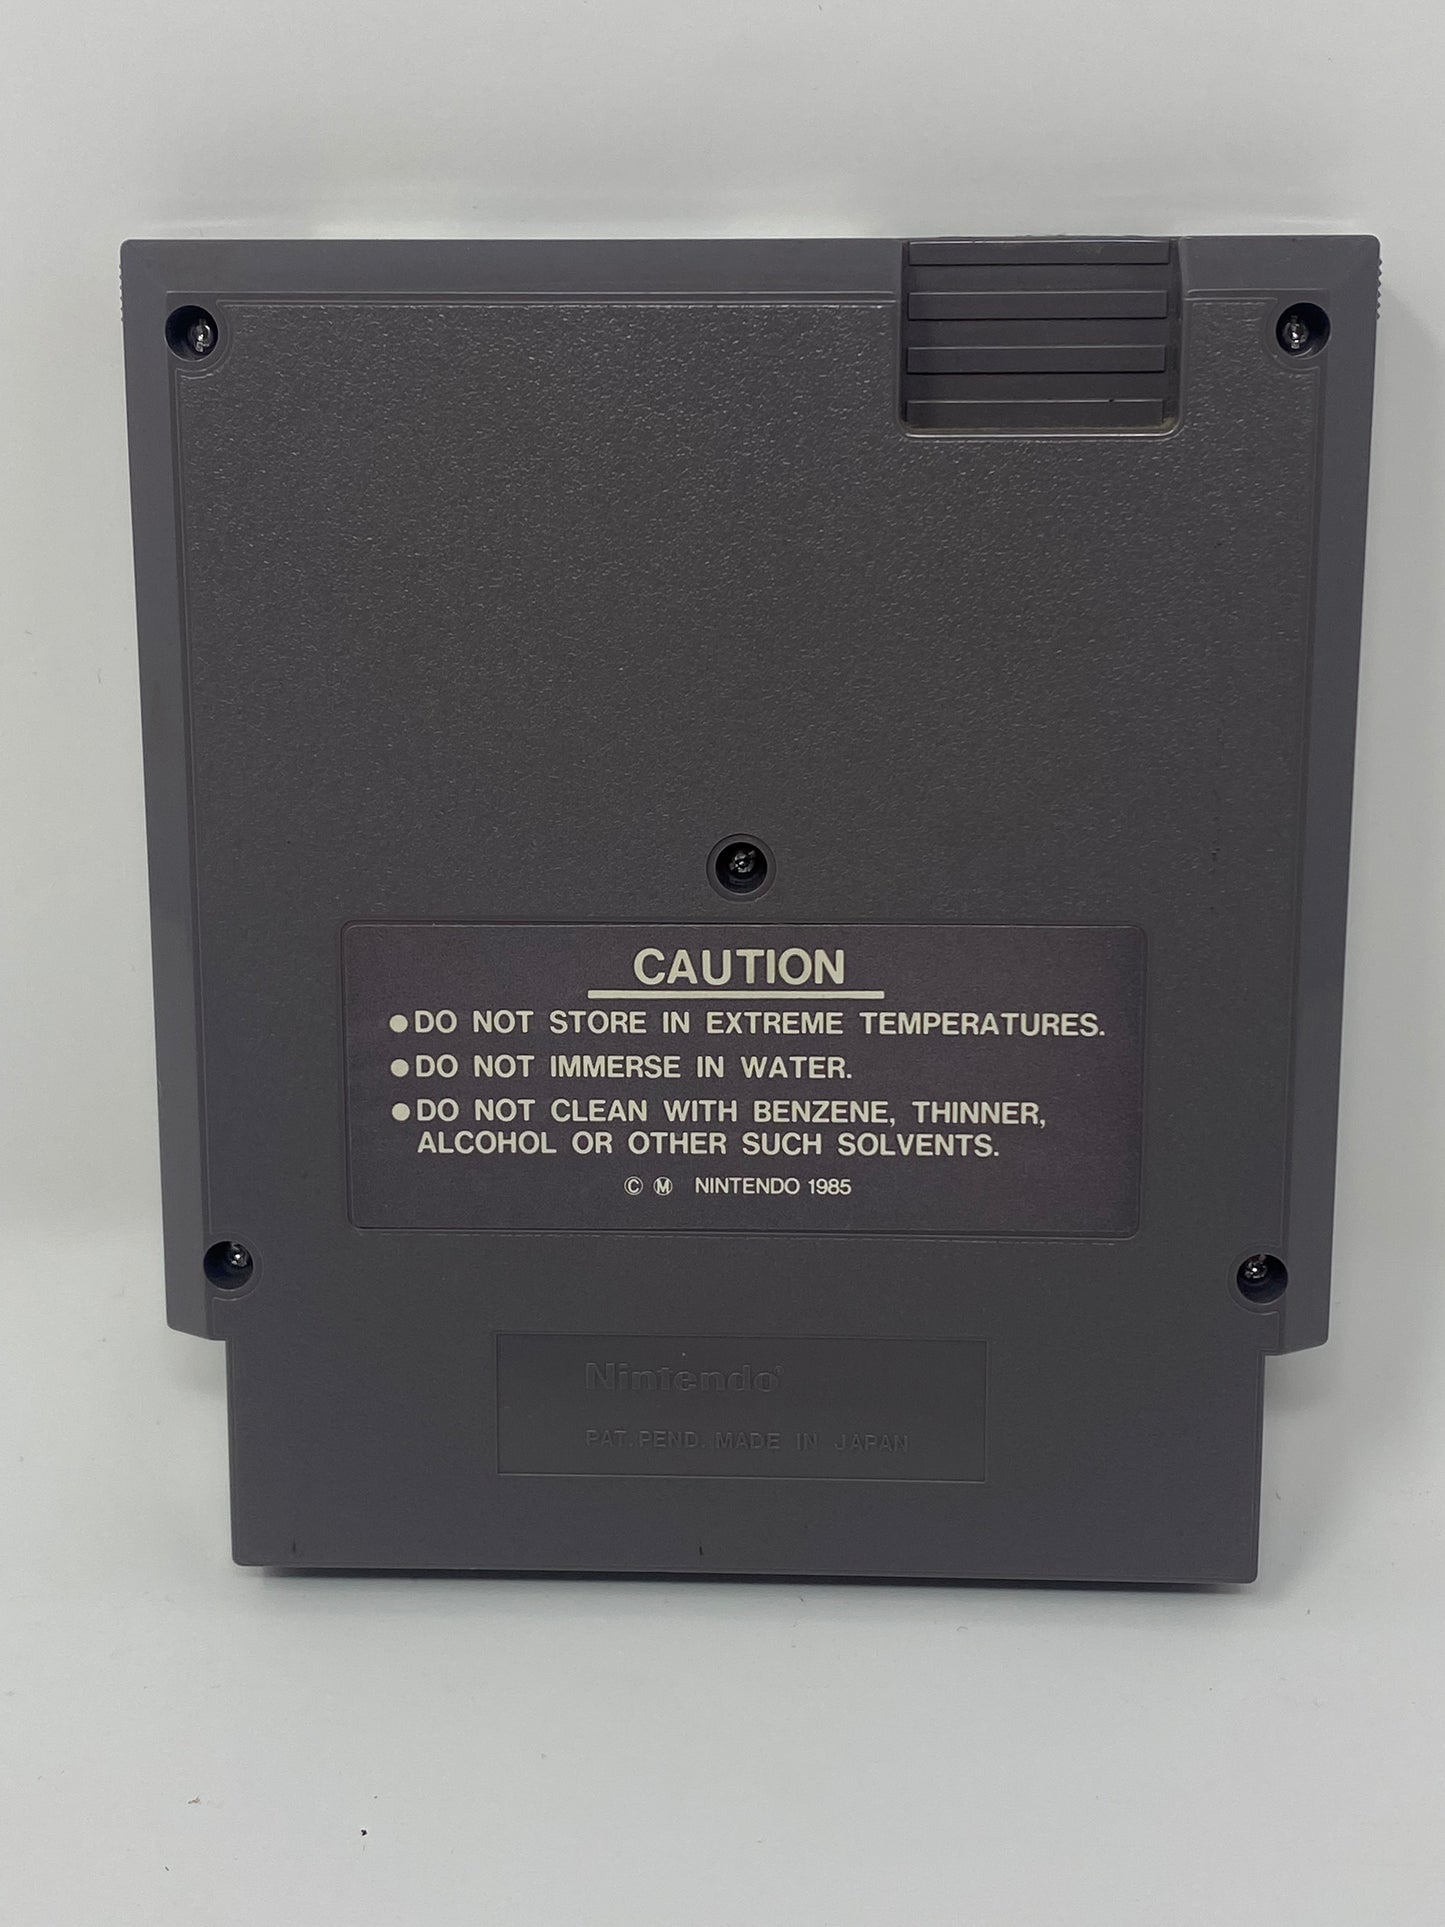 CAUTION
●DO NOT STORE IN EXTREME TEMPERATURES.
●DO NOT IMMERSE IN WATER.
●DO NOT CLEAN WITH BENZENE, THINNER,
ALCOHOL OR OTHER SUCH SOLVENTS.
© Ⓜ NINTENDO 1985
Nintendo®
PAT. PEND. MADE IN JAPAN